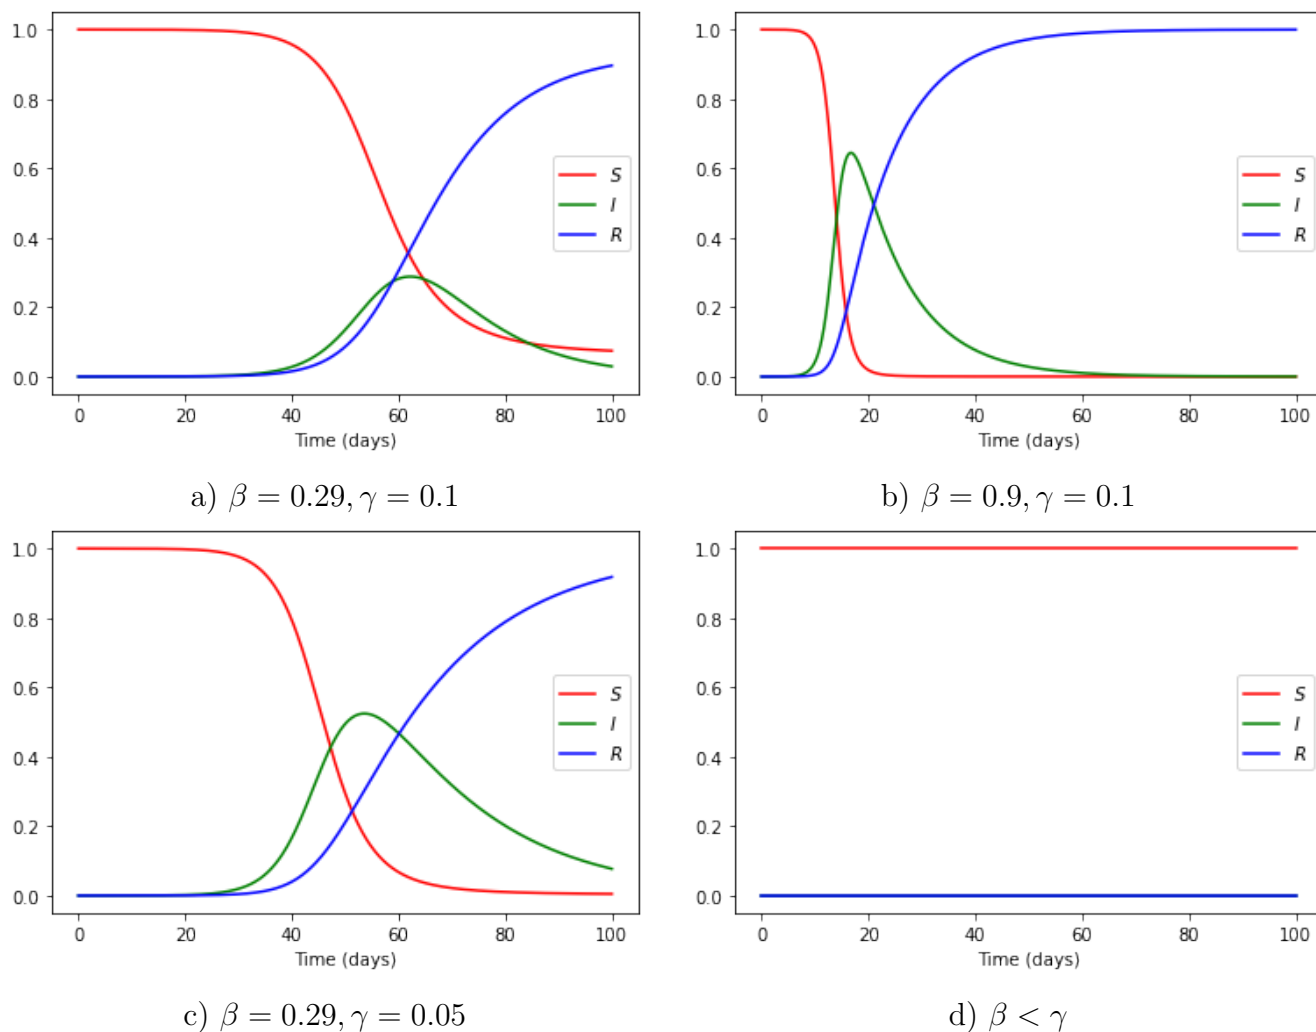 1.0
0.8
0.6
0.4
0.2
0.0
S
I
R
0 20 40 60 80 100
Time (days)
a) β = 0.29, γ = 0.1
1.0
0.8
0.6
0.4
0.2
0.0
S
I
R
0 20 40 60 80 100
Time (days)
b) β = 0.9, γ = 0.1
1.0
0.8
0.6
0.4
0.2
0.0
S
I
R
0 20 40 60 80 100
Time (days)
c) β = 0.29, γ = 0.05
1.0
0.8
0.6
0.4
0.2
0.0
S
I
R
0 20 40 60 80 100
Time (days)
d) β < γ